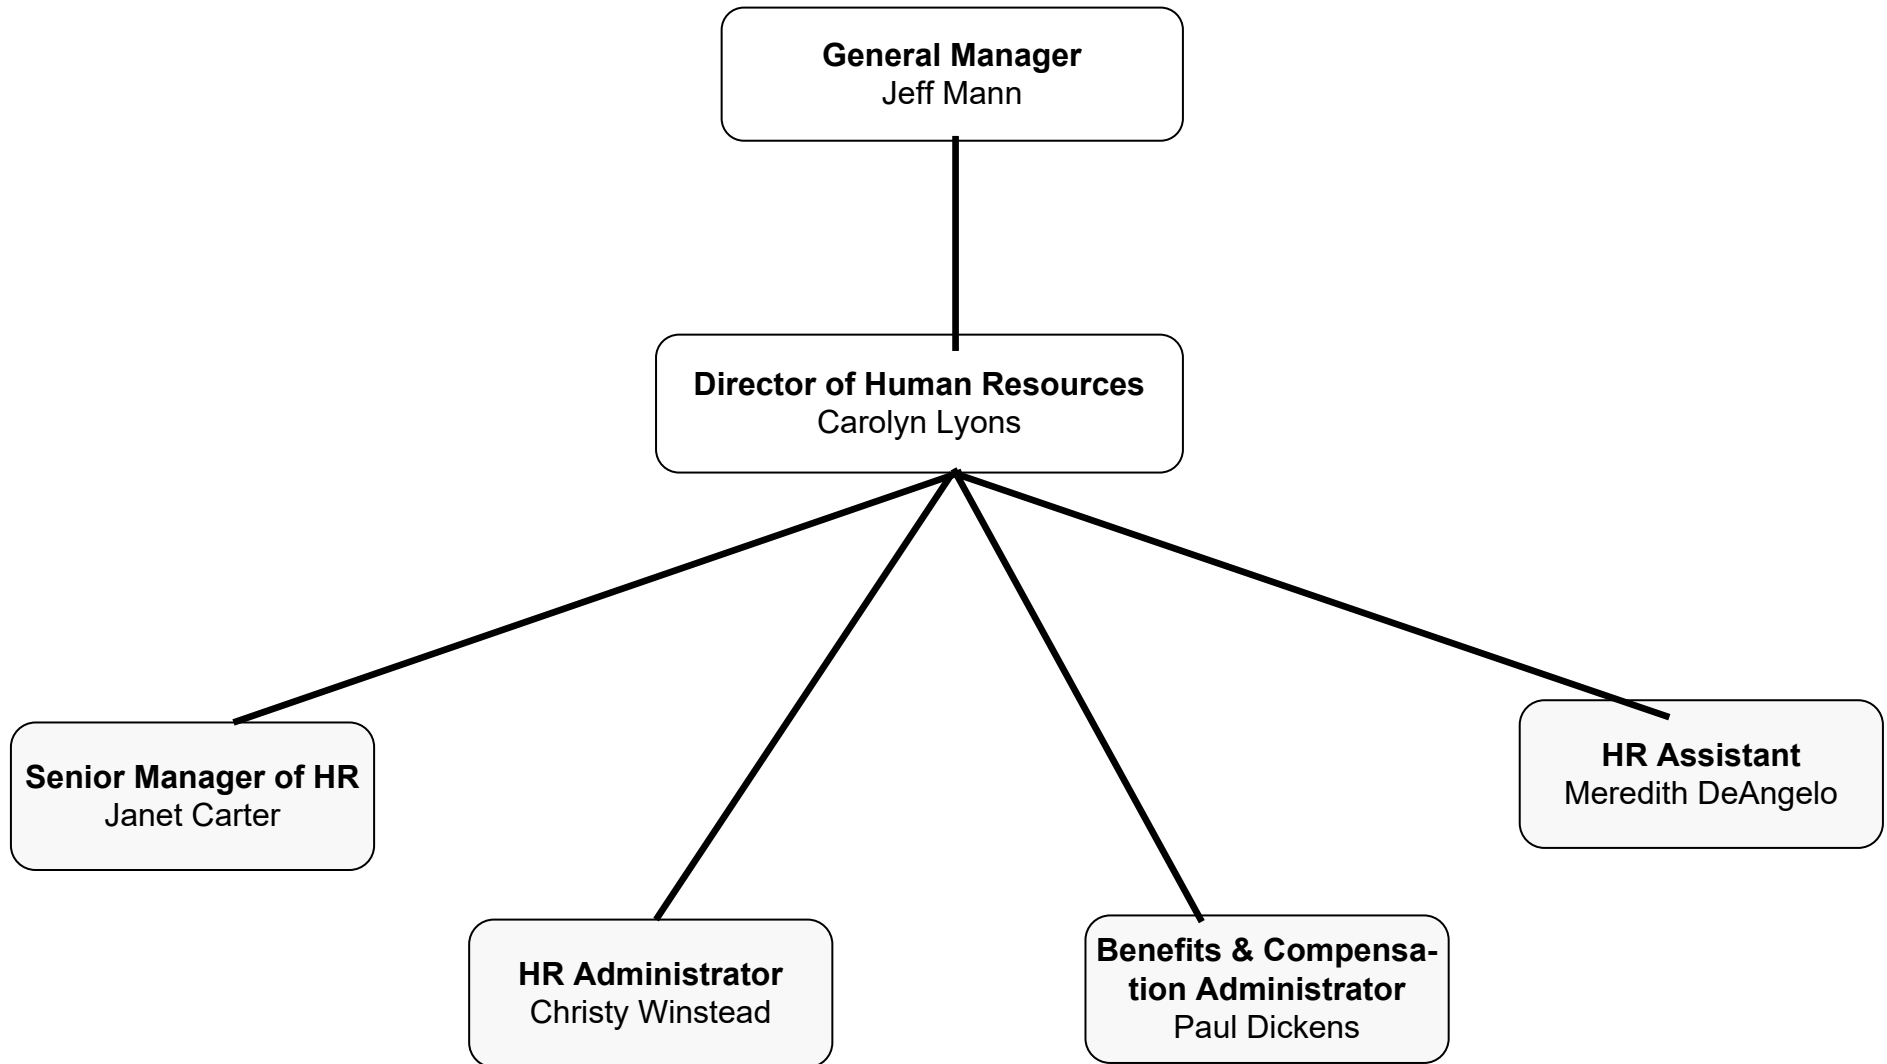 General Manager
Jeff Mann
Director of Human Resources
Carolyn Lyons
Senior Manager of HR
Janet Carter
HR Administrator
Christy Winstead
Benefits & Compensa-
tion Administrator
Paul Dickens
HR Assistant
Meredith DeAngelo